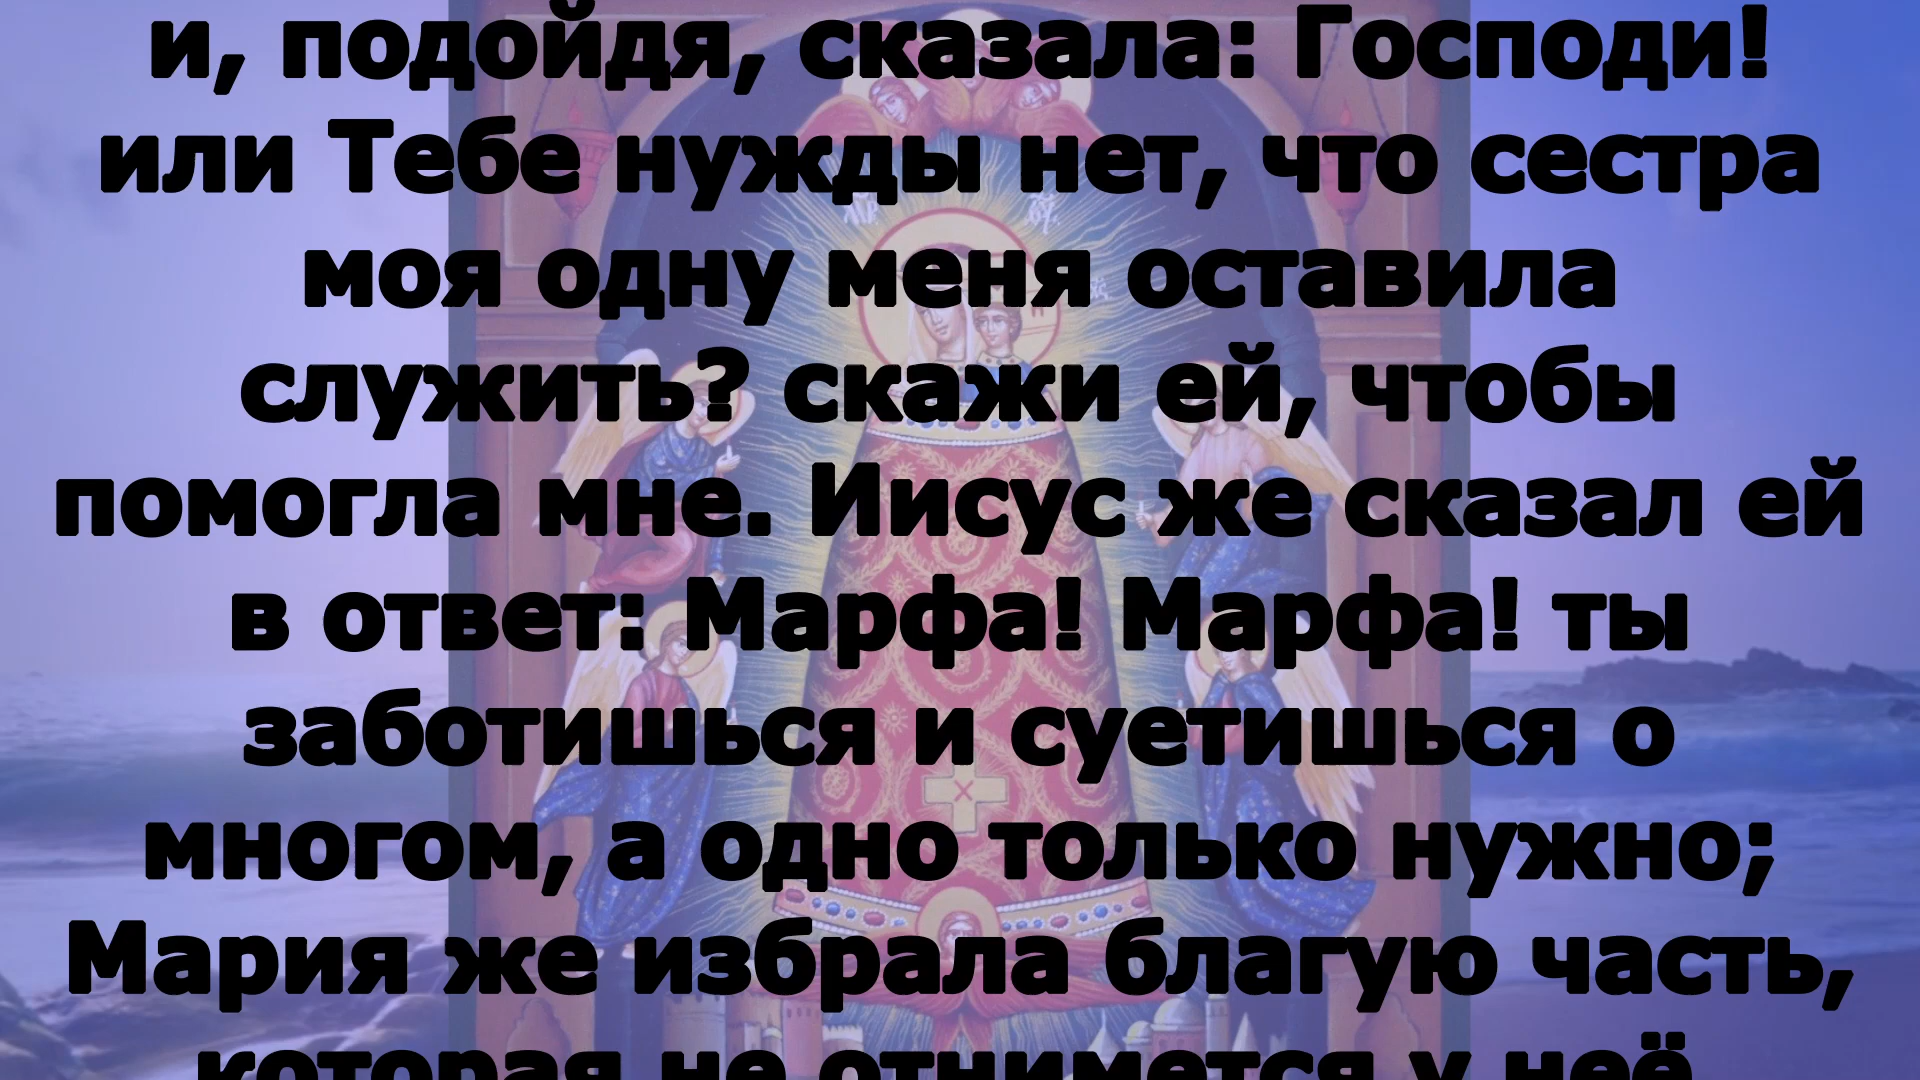 и, подойдя, сказала: Господи!
или Тебе нужды нет, что сестра
моя одну меня оставила
служить? скажи ей, чтобы
помогла мне. Иисус же сказал ей
в ответ: Марфа! Марфа! ты
заботишься и суетишься о
многом, а одно только нужно;
Мария же избрала благую часть,
которая не отнимется у неё